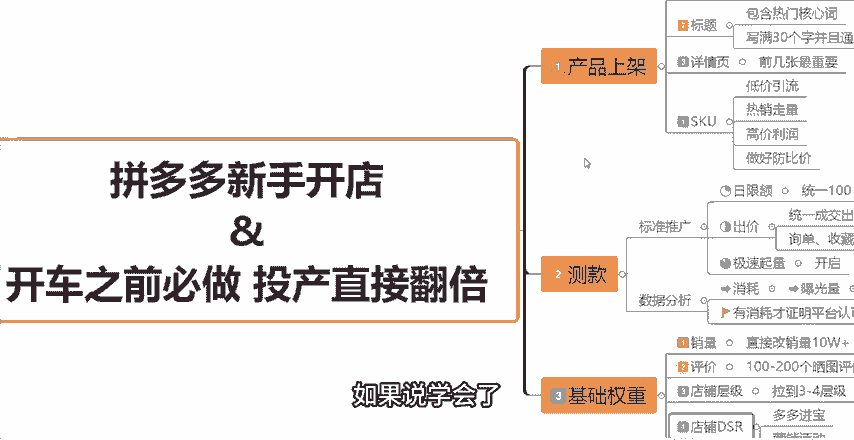 拼多多新手开店
&
开车之前必做 投产直接翻倍
如果说学会了
1 产品上架
标题
包含热门核心词
写满30个字并且通
详情页
前几张最重要
SKU
低价引流
热销走量
高价利润
做好防比价
2 测款
标准推广
日限额
统一100
出价
统一成交出
询单、收藏
极速起量
开启
数据分析
消耗
曝光量
有消耗才证明平台认可
3 基础权重
1 销量
直接改销量10W+
2 评价
100-200个晒图评价
3 店铺层级
拉到3-4层级
店铺DSR
多多进宝